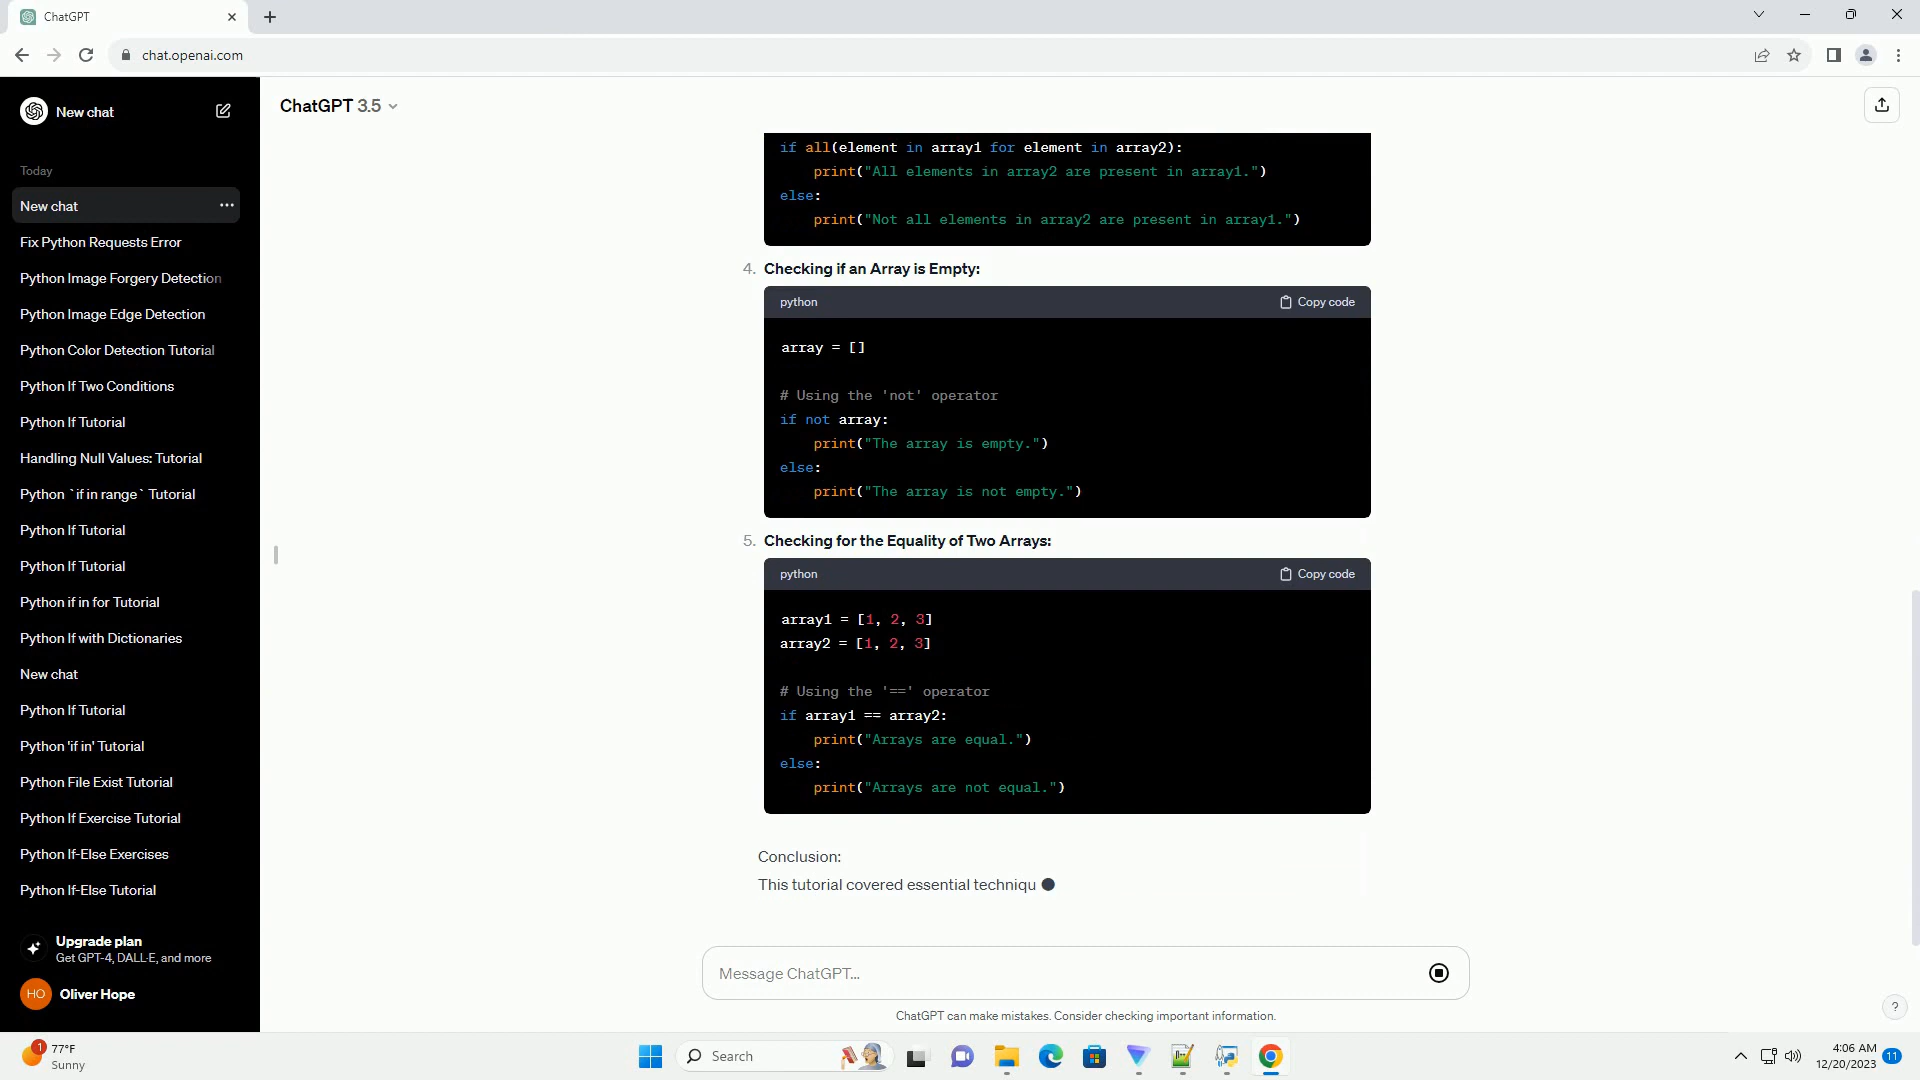 ChatGPT
chat.openai.com
New chat
ChatGPT 3.5
Today
New chat
Fix Python Requests Error
Python Image Forgery Detection
Python Image Edge Detection
Python Color Detection Tutorial
Python If Two Conditions
Python If Tutorial
Handling Null Values: Tutorial
Python `if in range` Tutorial
Python If Tutorial
Python If Tutorial
Python if in for Tutorial
Python If with Dictionaries
New chat
Python If Tutorial
Python 'if in' Tutorial
Python File Exist Tutorial
Python If Exercise Tutorial
Python If-Else Exercises
Python If-Else Tutorial
Upgrade plan
Get GPT-4, DALL·E, and more
HO Oliver Hope
if all(element in array1 for element in array2):
print("All elements in array2 are present in array1.")
else:
print("Not all elements in array2 are present in array1.")
4. Checking if an Array is Empty:
python Copy code
array = []
# Using the 'not' operator
if not array:
print("The array is empty.")
else:
print("The array is not empty.")
5. Checking for the Equality of Two Arrays:
python Copy code
array1 = [1, 2, 3]
array2 = [1, 2, 3]
# Using the '==' operator
if array1 == array2:
print("Arrays are equal.")
else:
print("Arrays are not equal.")
Conclusion:
This tutorial covered essential techniqu
Message ChatGPT...
ChatGPT can make mistakes. Consider checking important information.
?
1
77°F
Sunny
Search
4:06 AM
12/20/2023
11